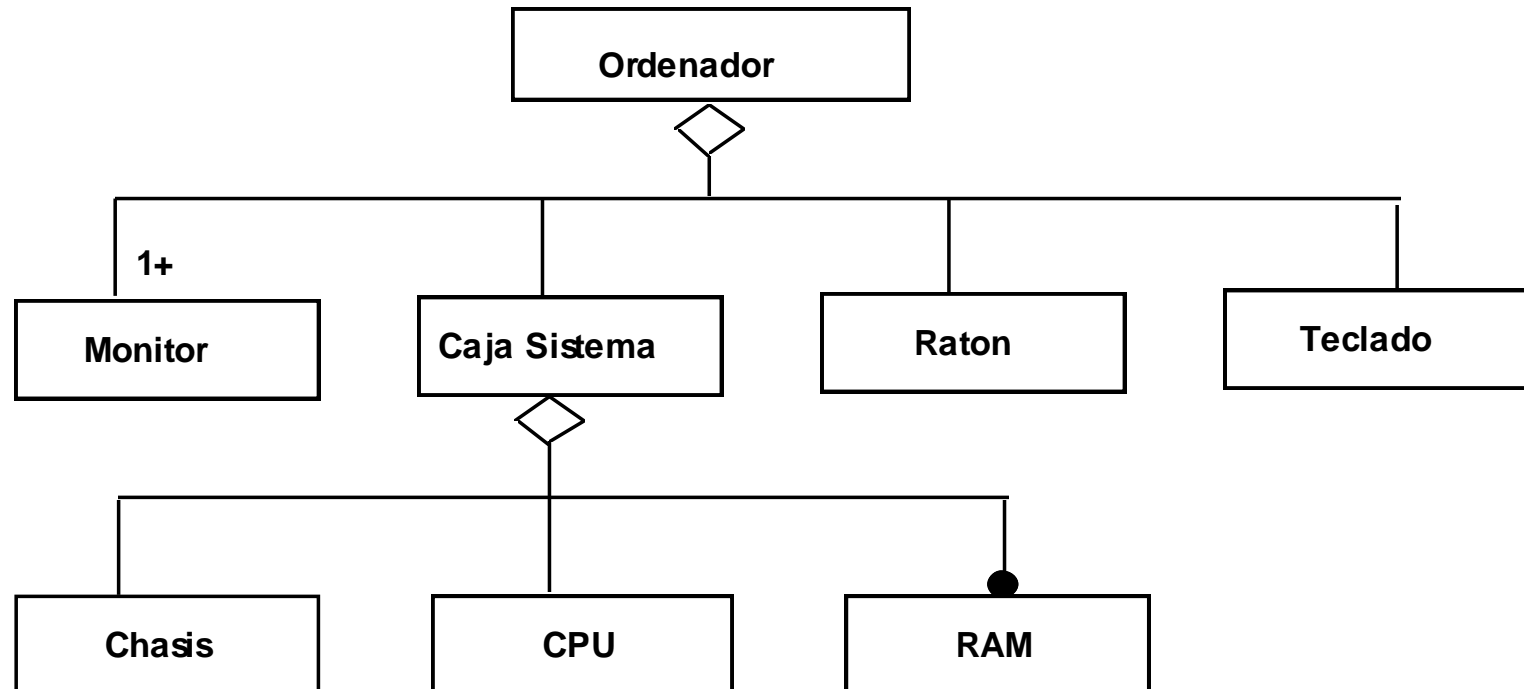 Ordenador
1+
Monitor
Caja Sistema
Raton
Teclado
Chasis
CPU
RAM